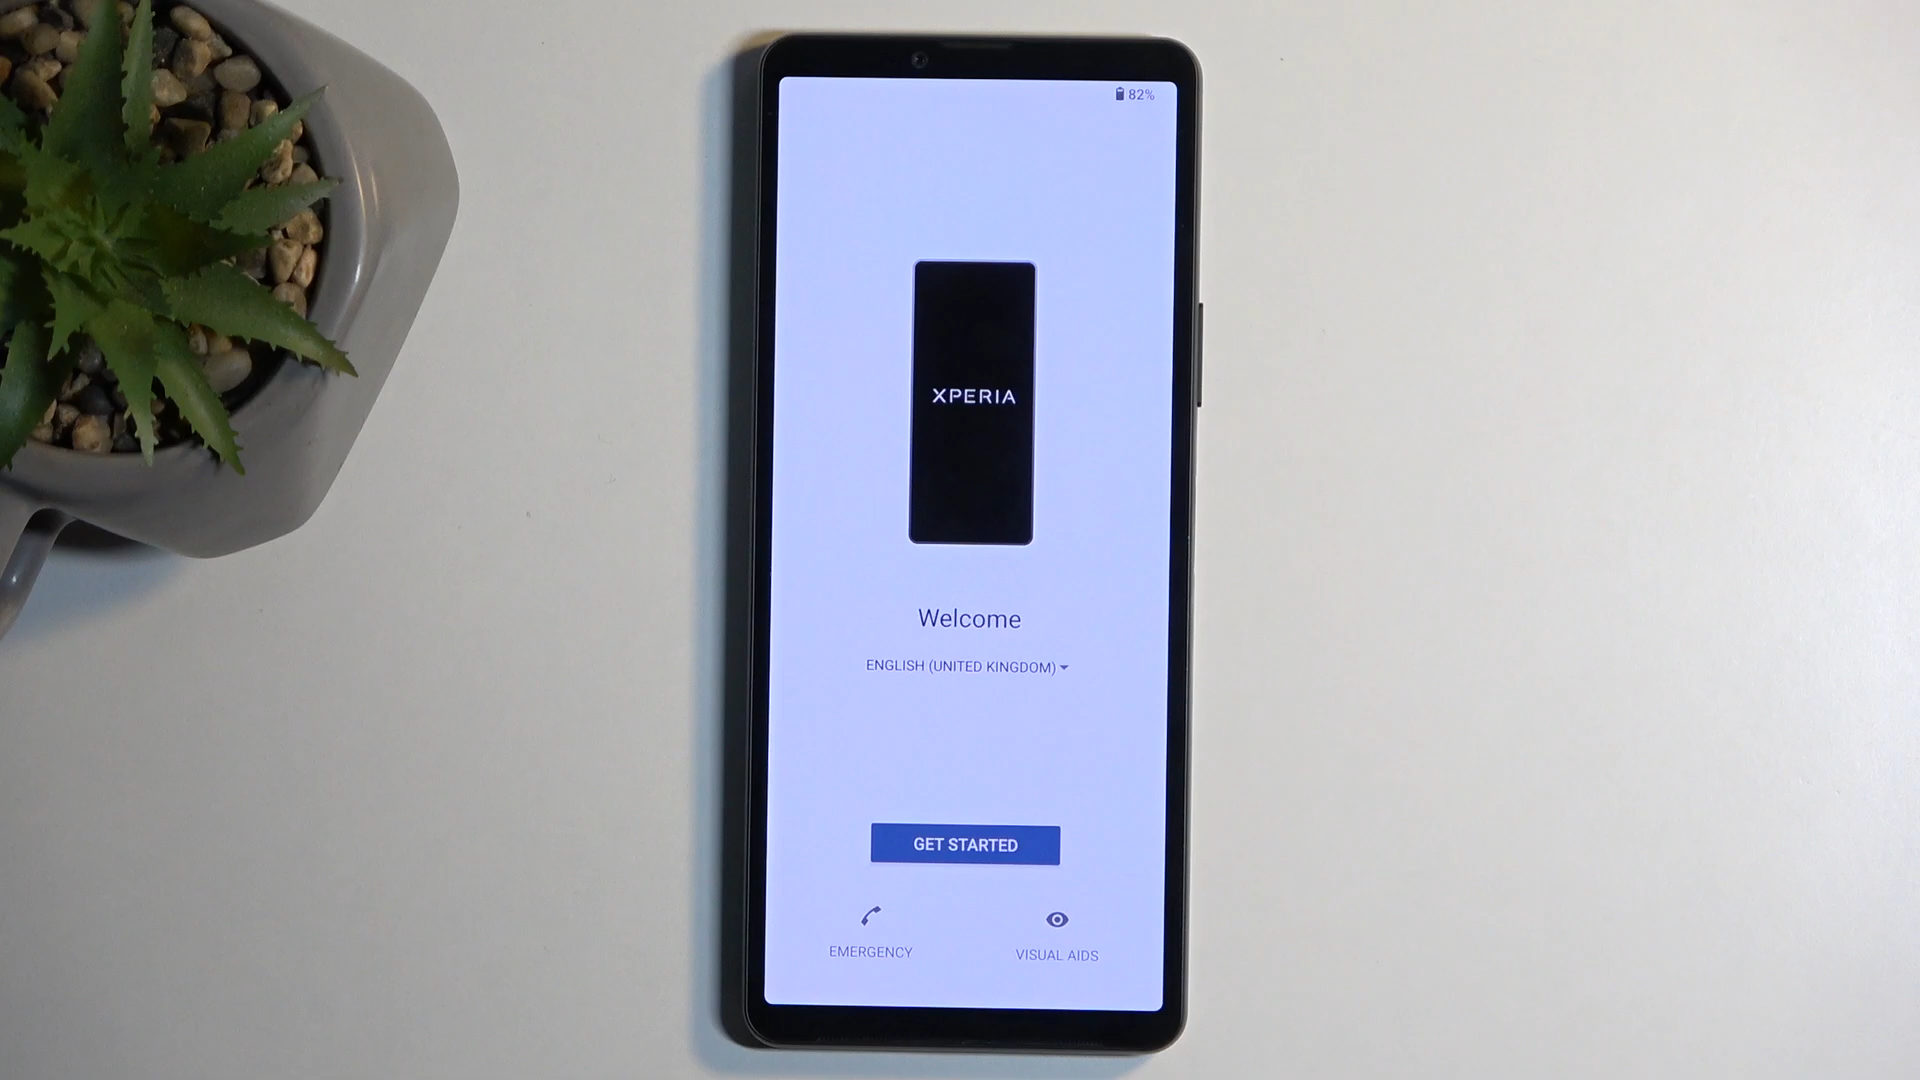 82%
XPERIA
Welcome
ENGLISH (UNITED KINGDOM)
GET STARTED
EMERGENCY
VISUAL AIDS